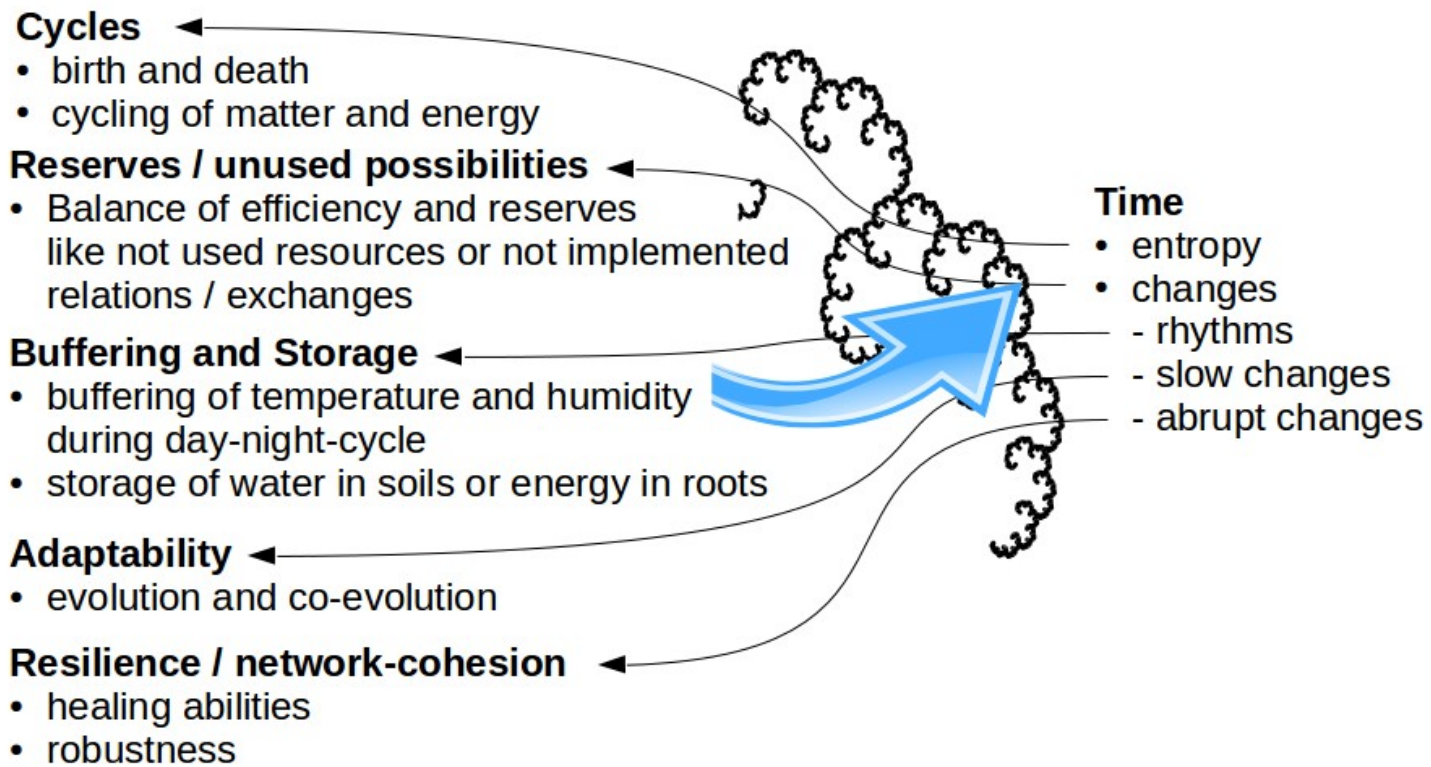 Cycles
• birth and death
• cycling of matter and energy
Reserves / unused possibilities
• Balance of efficiency and reserves
like not used resources or not implemented
relations / exchanges
Buffering and Storage
• buffering of temperature and humidity
during day-night-cycle
• storage of water in soils or energy in roots
Adaptability
• evolution and co-evolution
Resilience / network-cohesion
• healing abilities
• robustness
Time
• entropy
• changes
- rhythms
- slow changes
- abrupt changes